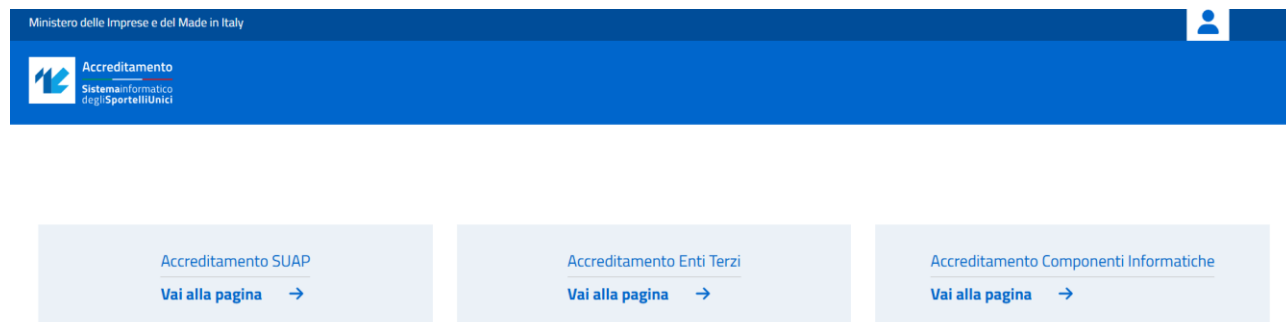 Ministero delle Imprese e del Made in Italy
Accreditamento
Sistemainformatico
degliSportelliUnici
Accreditamento SUAP
Vai alla pagina →
Accreditamento Enti Terzi
Vai alla pagina →
Accreditamento Componenti Informatiche
Vai alla pagina →